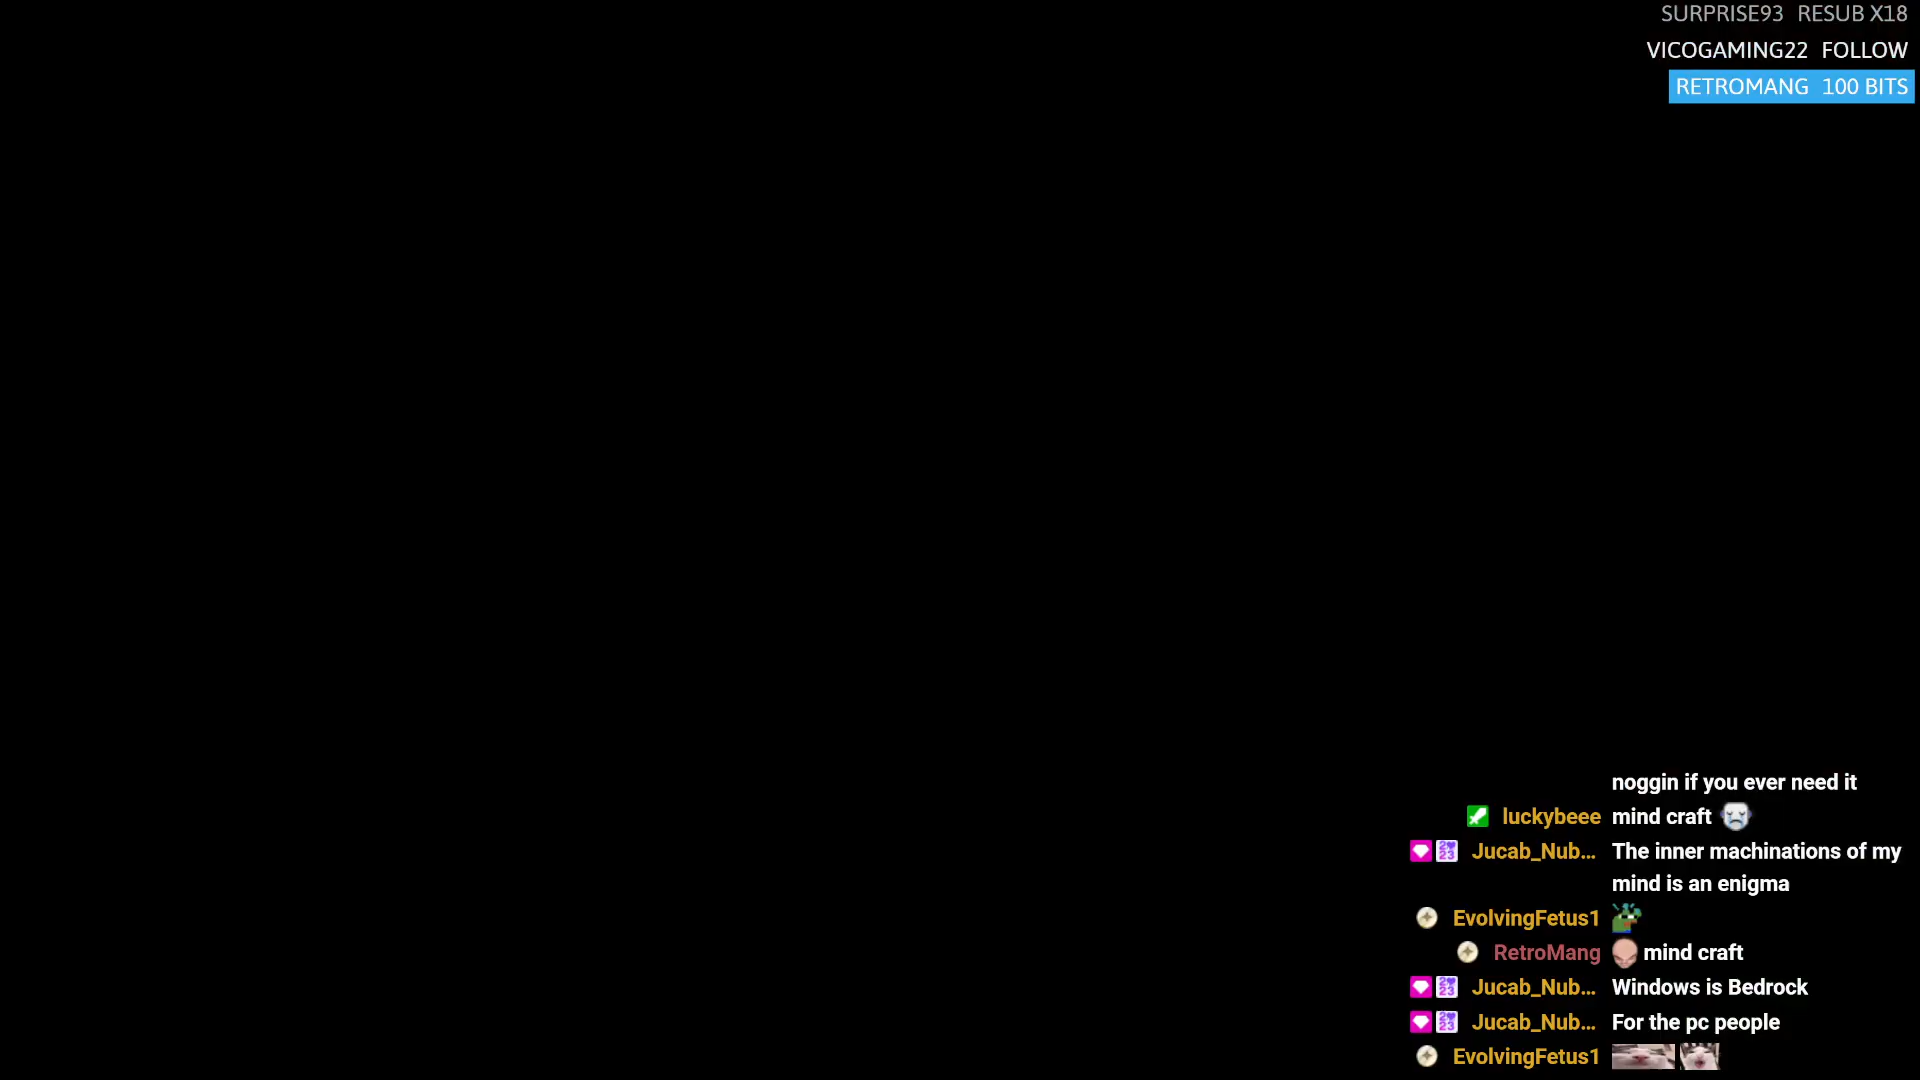 SURPRISE93 RESUB X18
VICOGAMING22 FOLLOW
RETROMANG 100 BITS
noggin if you ever need it
luckybeee mind craft
Jucab_Nub... The inner machinations of my
mind is an enigma
EvolvingFetus1
RetroMang mind craft
Jucab_Nub... Windows is Bedrock
Jucab_Nub... For the pc people
EvolvingFetus1